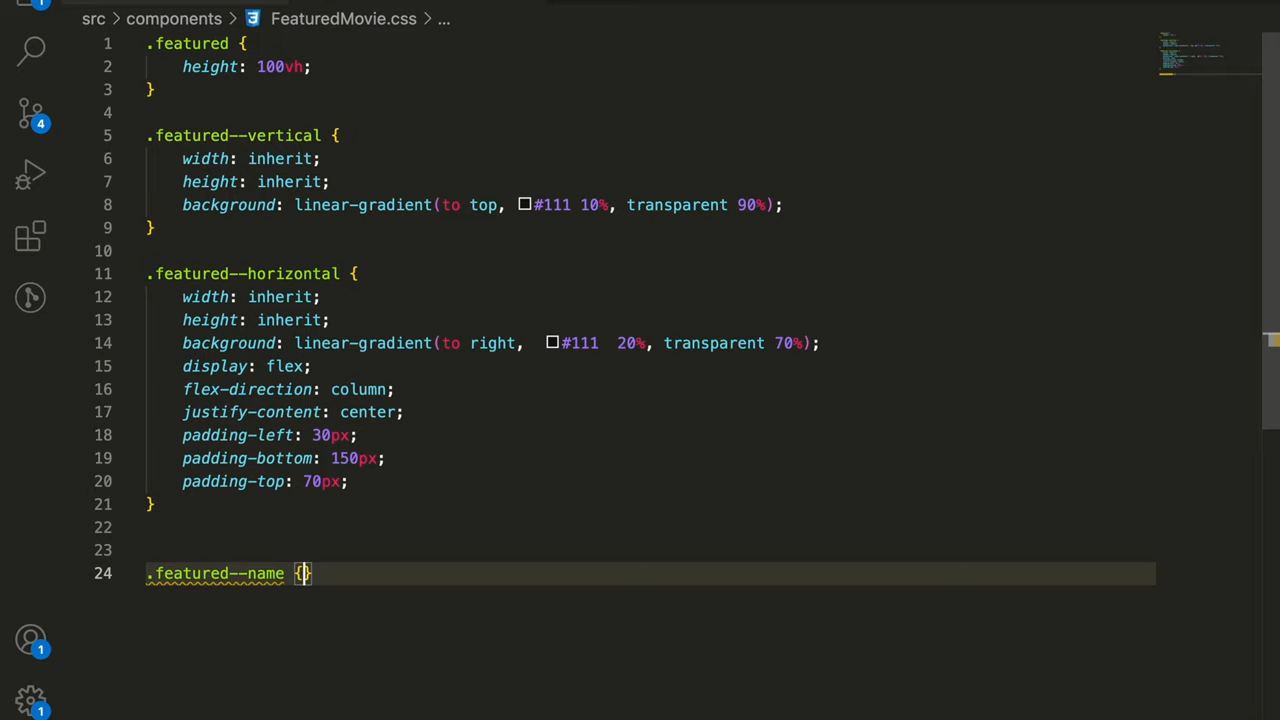 1
src > components > FeaturedMovie.css > ...
1 .featured {
2 height: 100vh;
3 }
4
5 .featured--vertical {
6 width: inherit;
7 height: inherit;
8 background: linear-gradient(to top, #111 10%, transparent 90%);
9 }
10
11 .featured--horizontal {
12 width: inherit;
13 height: inherit;
14 background: linear-gradient(to right,  #111  20%, transparent 70%);
15 display: flex;
16 flex-direction: column;
17 justify-content: center;
18 padding-left: 30px;
19 padding-bottom: 150px;
20 padding-top: 70px;
21 }
22
23
24 .featured--name {}
4
1
1